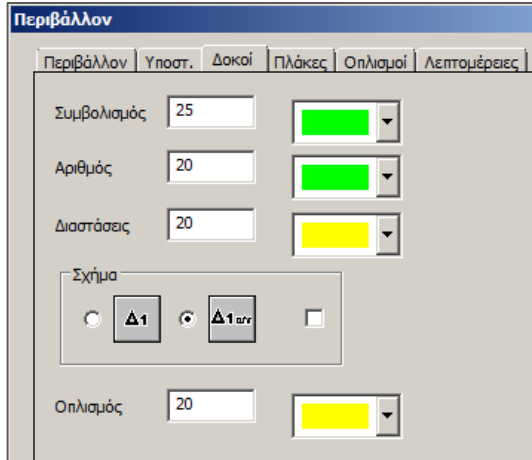 Περιβάλλον
Περιβάλλον Υποστ. Δοκοί Πλάκες Οπλισμοί Λεπτομέρειες
Συμβολισμός 25
Αριθμός 20
Διαστάσεις 20
Σχήμα
Δ1 Δ1 α/γ
Οπλισμός 20